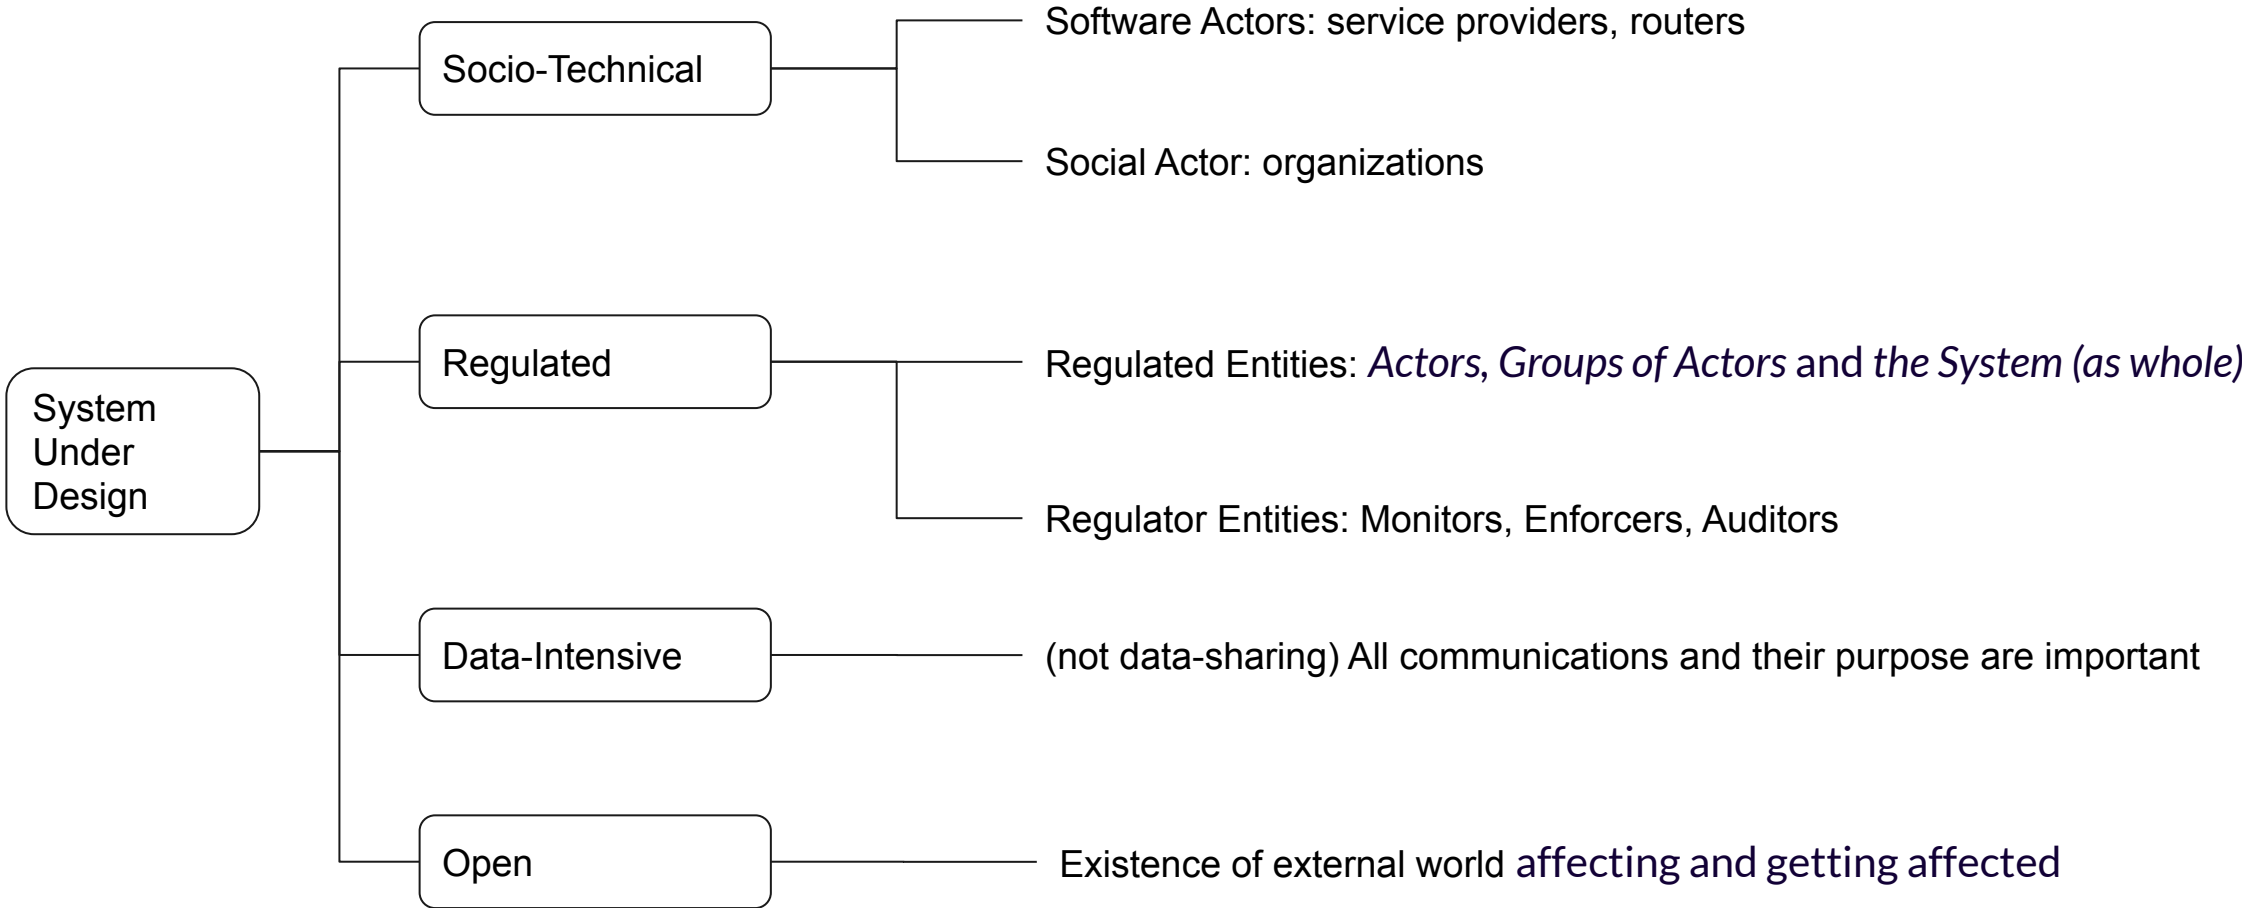 Software Actors: service providers, routers
Socio-Technical
Social Actor: organizations
Regulated
Regulated Entities: Actors, Groups of Actors and the System (as whole)
System
Under
Design
Regulator Entities: Monitors, Enforcers, Auditors
Data-Intensive
(not data-sharing) All communications and their purpose are important
Open
Existence of external world affecting and getting affected